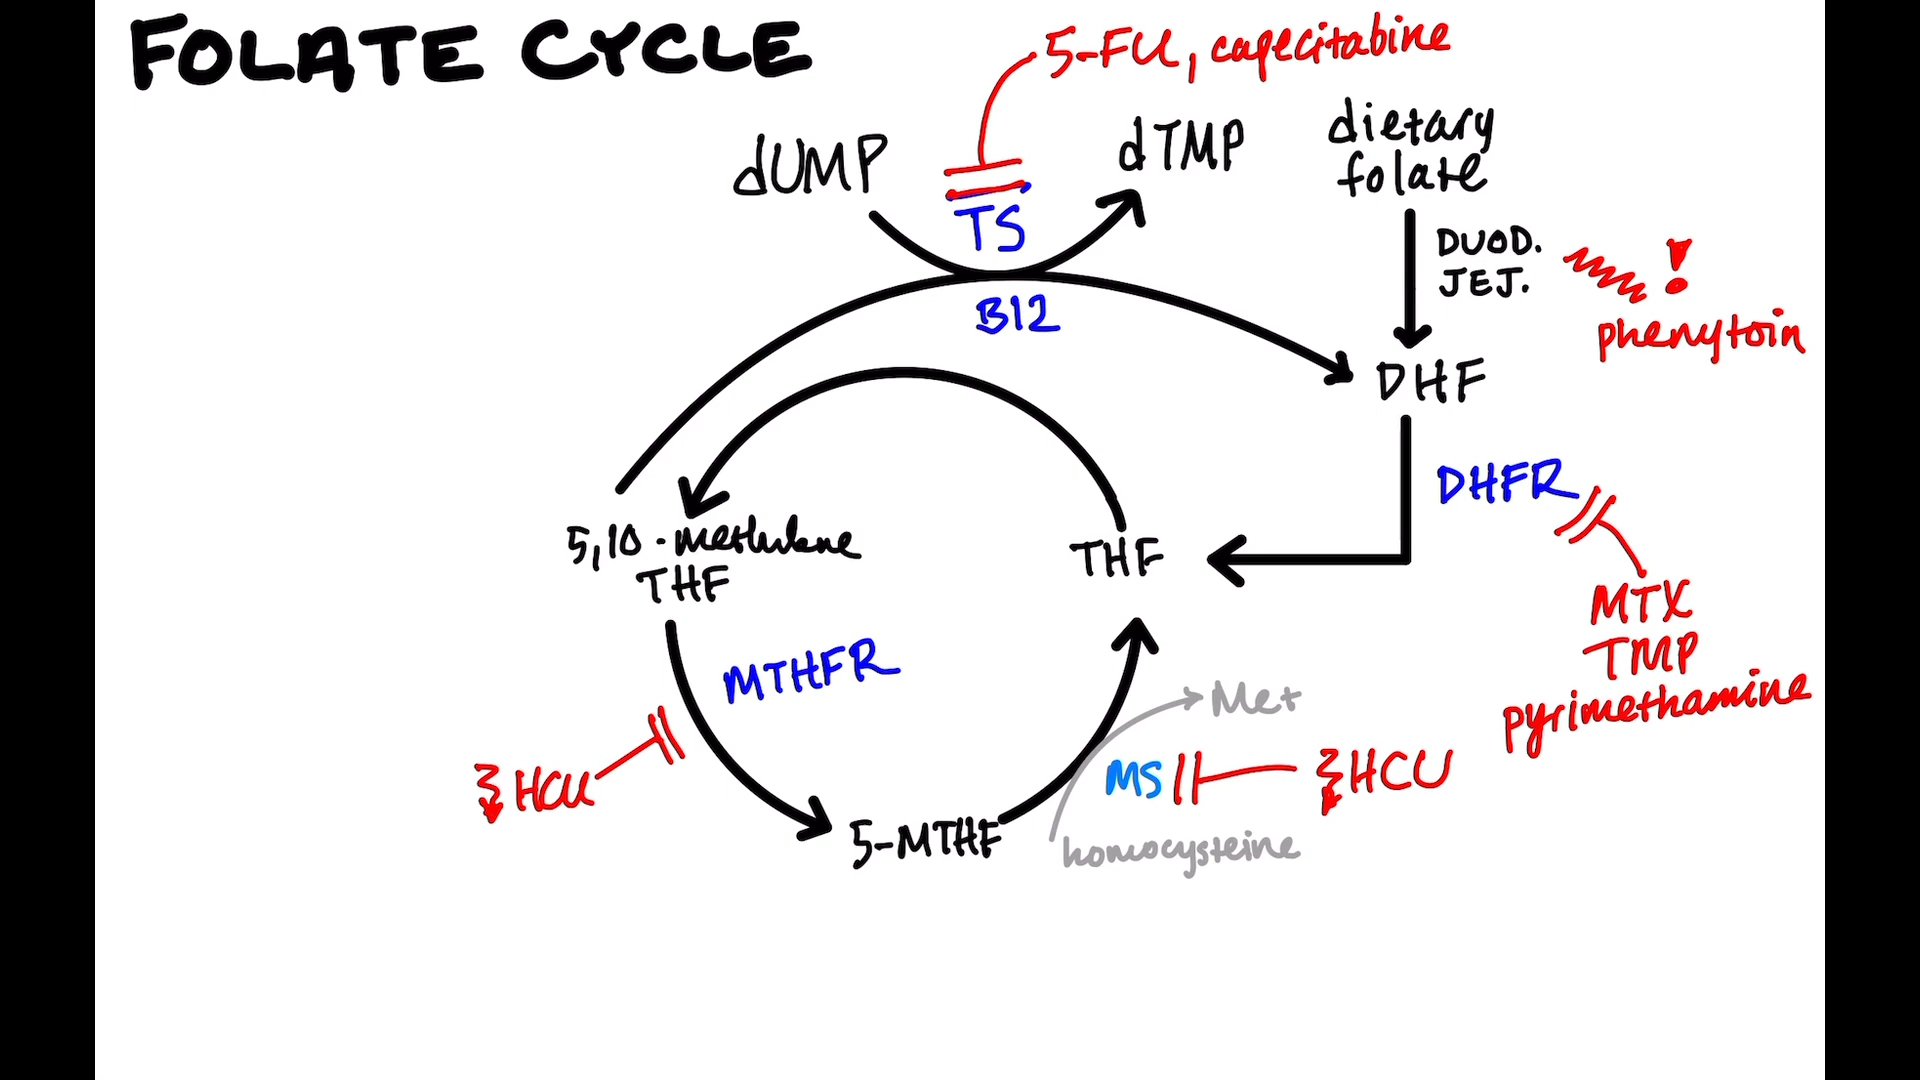 FOLATE CYCLE
5-FU, capecitabine
dUMP
dTMP
dietary
folate
TS
B12
DUOD.
JEJ.
!
phenytoin
DHF
DHFR
5,10-methylene
THF
THF
MTX
TMP
pyrimethamine
MTHFR
Met
HCU
MS
HCU
5-MTHF
homocysteine